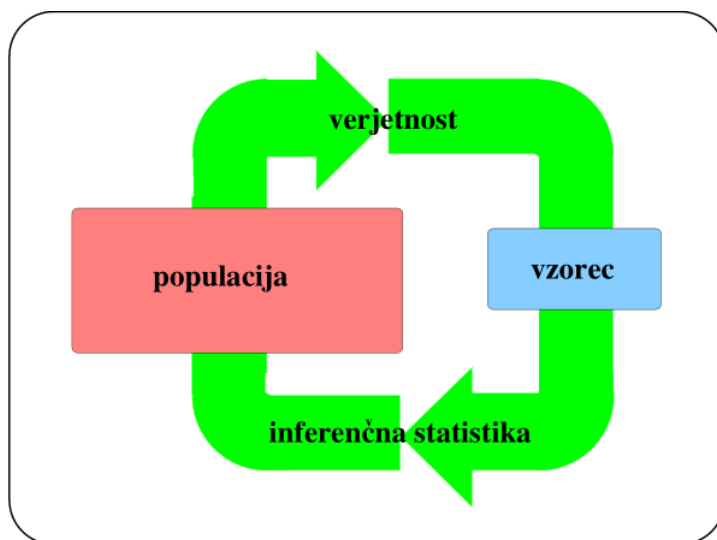 verjetnost
populacija
vzorec
inferenčna statistika